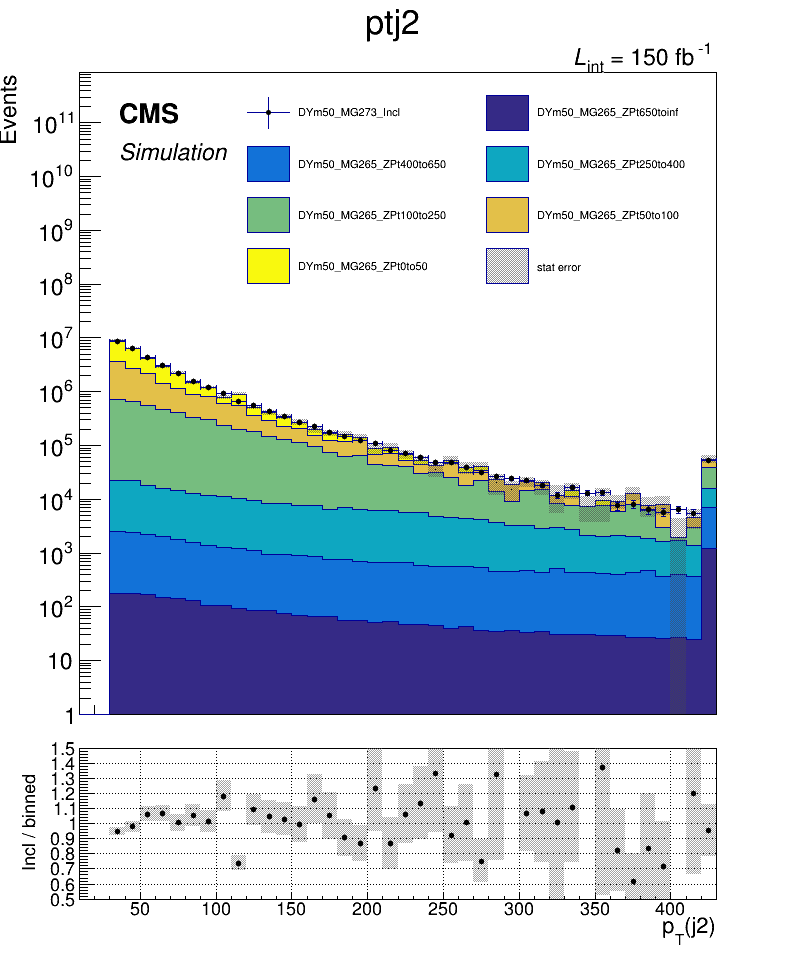 ptj2
L_int = 150 fb^-1
Events
CMS
Simulation
DYm50_MG273_Incl
DYm50_MG265_ZPt650toinf
DYm50_MG265_ZPt400to650
DYm50_MG265_ZPt250to400
DYm50_MG265_ZPt100to250
DYm50_MG265_ZPt50to100
DYm50_MG265_ZPt0to50
stat error
10^11
10^10
10^9
10^8
10^7
10^6
10^5
10^4
10^3
10^2
10
1
Incl / binned
1.5
1.4
1.3
1.2
1.1
1
0.9
0.8
0.7
0.6
0.5
50 100 150 200 250 300 350 400
p_T(j2)